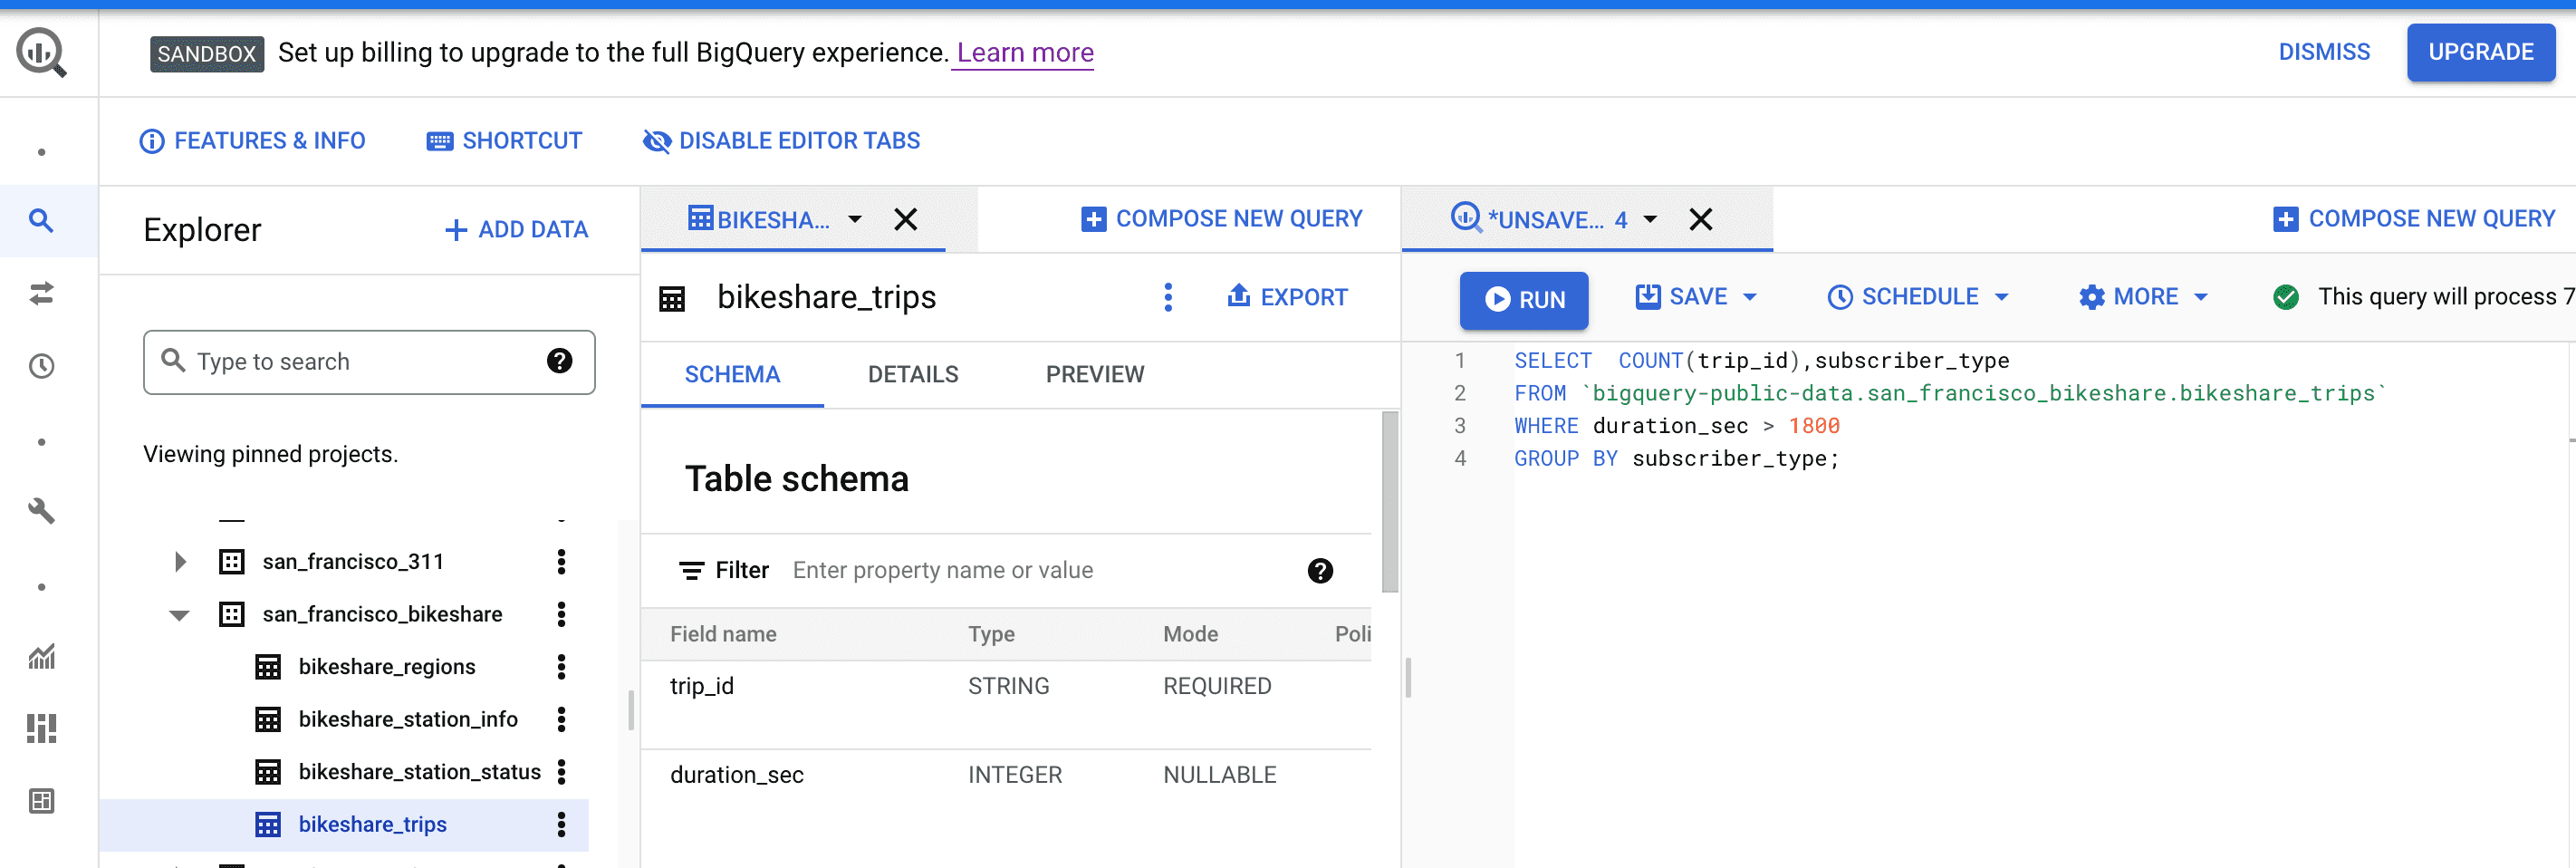 SANDBOX Set up billing to upgrade to the full BigQuery experience. Learn more
DISMISS
UPGRADE
FEATURES & INFO
SHORTCUT
DISABLE EDITOR TABS
Explorer
+ ADD DATA
Type to search
Viewing pinned projects.
san_francisco_311
san_francisco_bikeshare
bikeshare_regions
bikeshare_station_info
bikeshare_station_status
bikeshare_trips
BIKESHA...
COMPOSE NEW QUERY
bikeshare_trips
EXPORT
SCHEMA
DETAILS
PREVIEW
Table schema
Filter Enter property name or value
Field name Type Mode Poli
trip_id STRING REQUIRED
duration_sec INTEGER NULLABLE
*UNSAVE... 4
COMPOSE NEW QUERY
RUN
SAVE
SCHEDULE
MORE
This query will process 7
1 SELECT  COUNT(trip_id),subscriber_type
2 FROM `bigquery-public-data.san_francisco_bikeshare.bikeshare_trips`
3 WHERE duration_sec > 1800
4 GROUP BY subscriber_type;